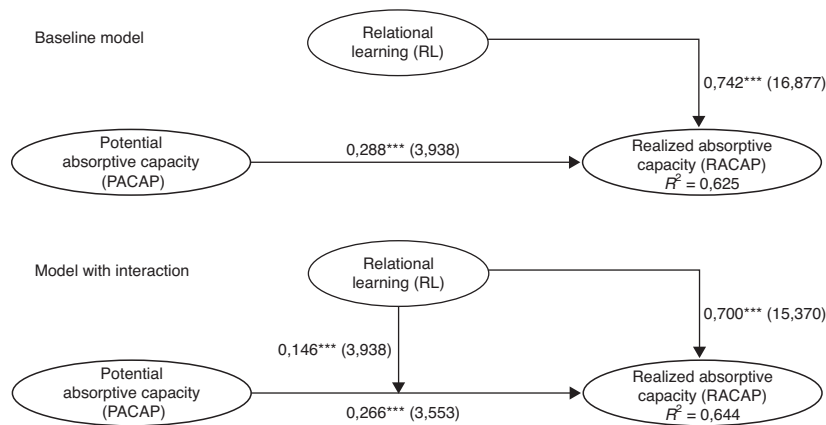 Baseline model
Relational
learning (RL)
0,742*** (16,877)
Potential
absorptive capacity
(PACAP)
0,288*** (3,938)
Realized absorptive
capacity (RACAP)
R² = 0,625
Model with interaction
Relational
learning (RL)
0,700*** (15,370)
0,146*** (3,938)
Potential
absorptive capacity
(PACAP)
0,266*** (3,553)
Realized absorptive
capacity (RACAP)
R² = 0,644